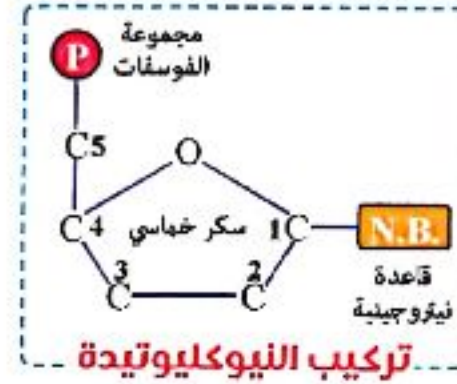 مجموعة
الفوسفات
P
C5
O
C4
سكر خماسي
1C
N.B.
3
C
2
C
قاعدة
نيتروجينية
تركيب النيوكليوتيدة